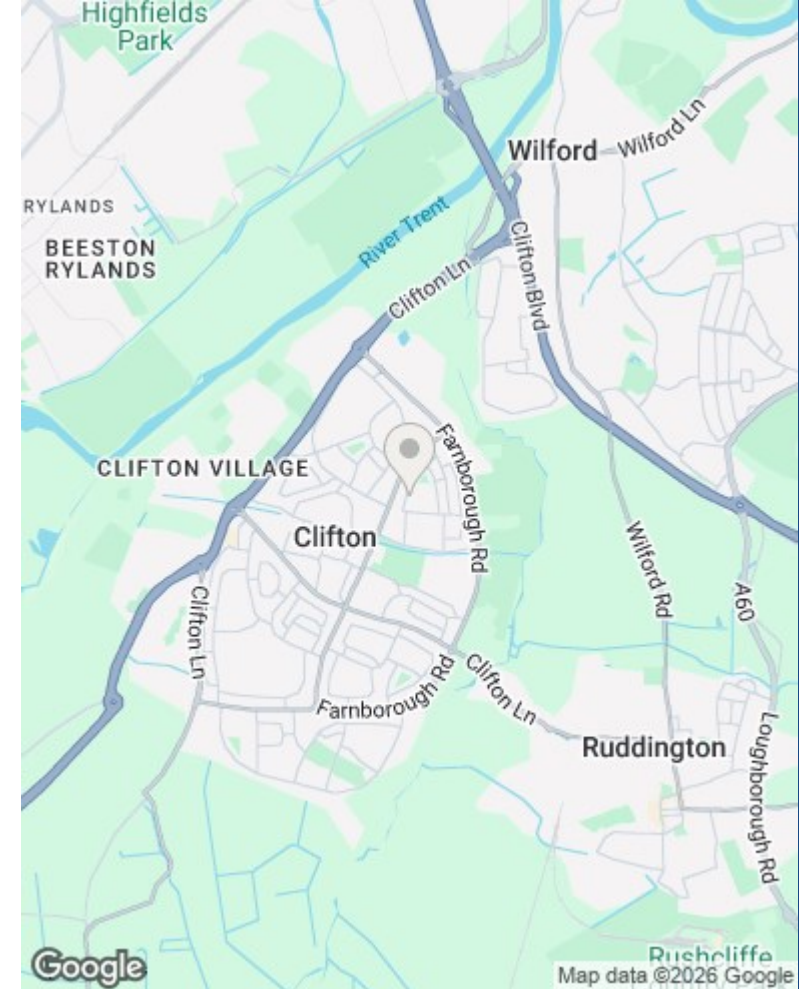 Highfields
Park
Wilford
Wilford Ln
RYLANDS
BEESTON
RYLANDS
River Trent
Clifton Ln
Clifton Blvd
Farnborough Rd
CLIFTON VILLAGE
Clifton
Wilford Rd
A60
Clifton Ln
Farnborough Rd
Clifton Ln
Ruddington
Loughborough Rd
Rushcliffe
Google
Map data ©2026 Google